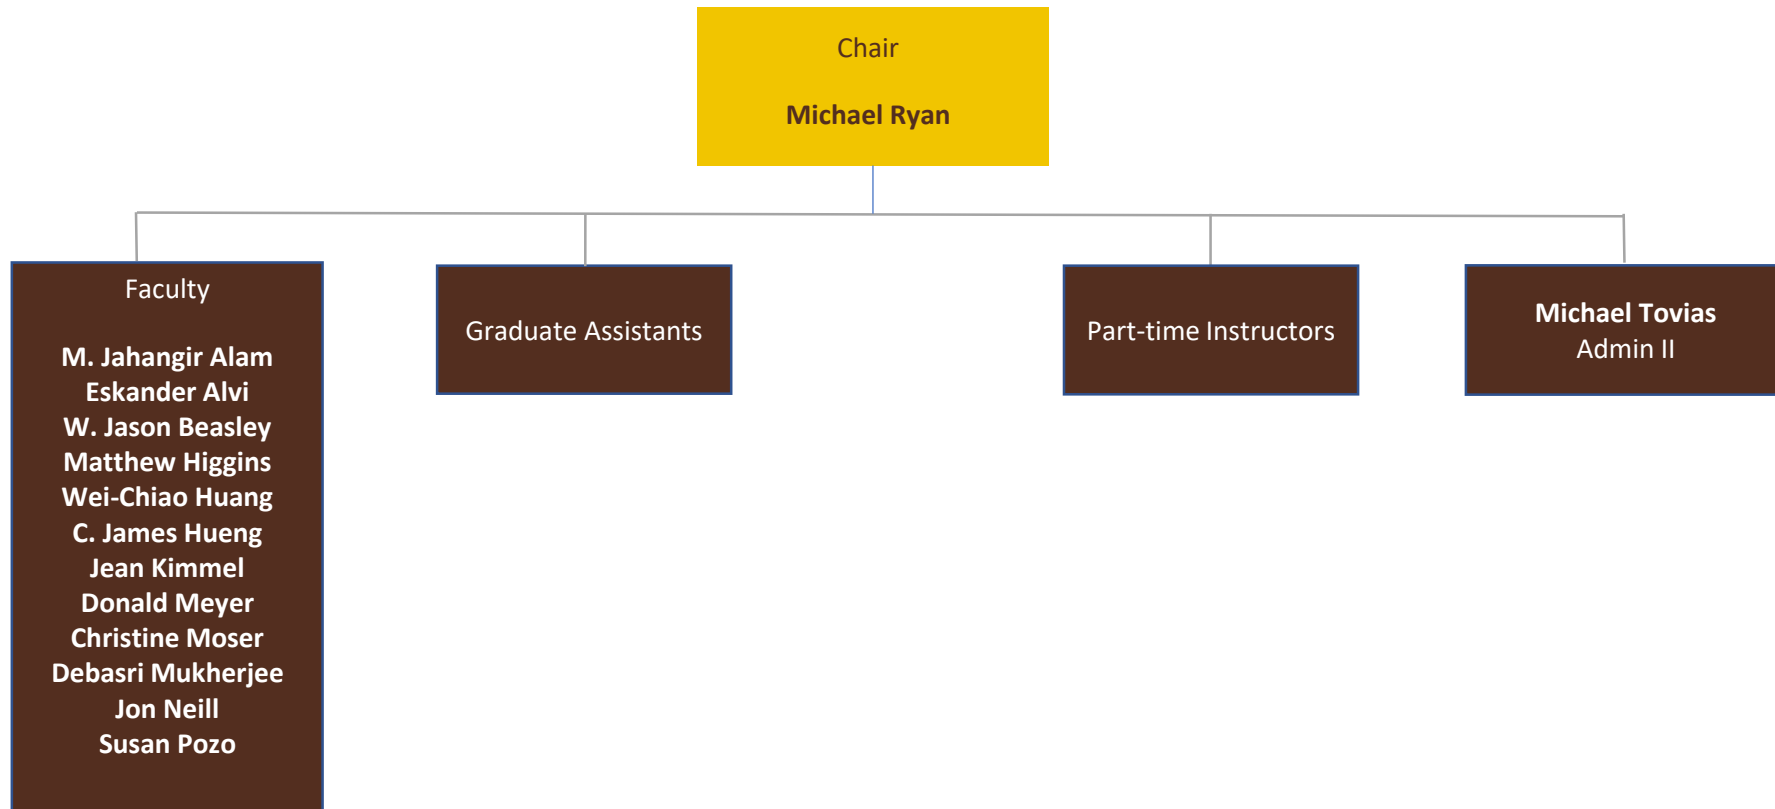 Chair
Michael Ryan
Faculty
M. Jahangir Alam
Eskander Alvi
W. Jason Beasley
Matthew Higgins
Wei-Chiao Huang
C. James Hueng
Jean Kimmel
Donald Meyer
Christine Moser
Debasri Mukherjee
Jon Neill
Susan Pozo
Graduate Assistants
Part-time Instructors
Michael Tovias
Admin II